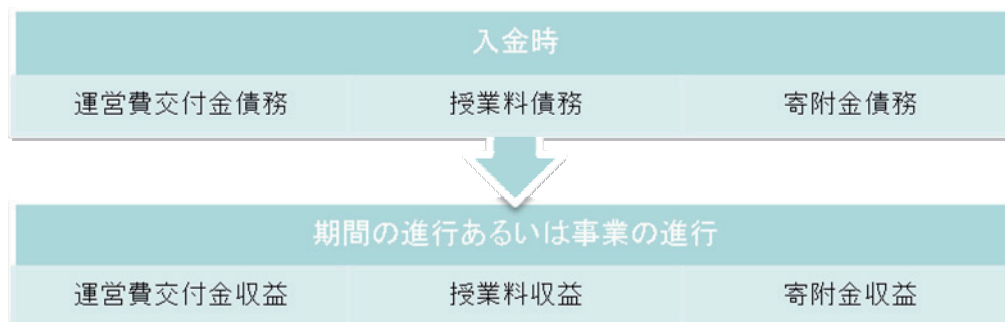 入金時
運営費交付金債務 授業料債務 寄附金債務
期間の進行あるいは事業の進行
運営費交付金収益 授業料収益 寄附金収益